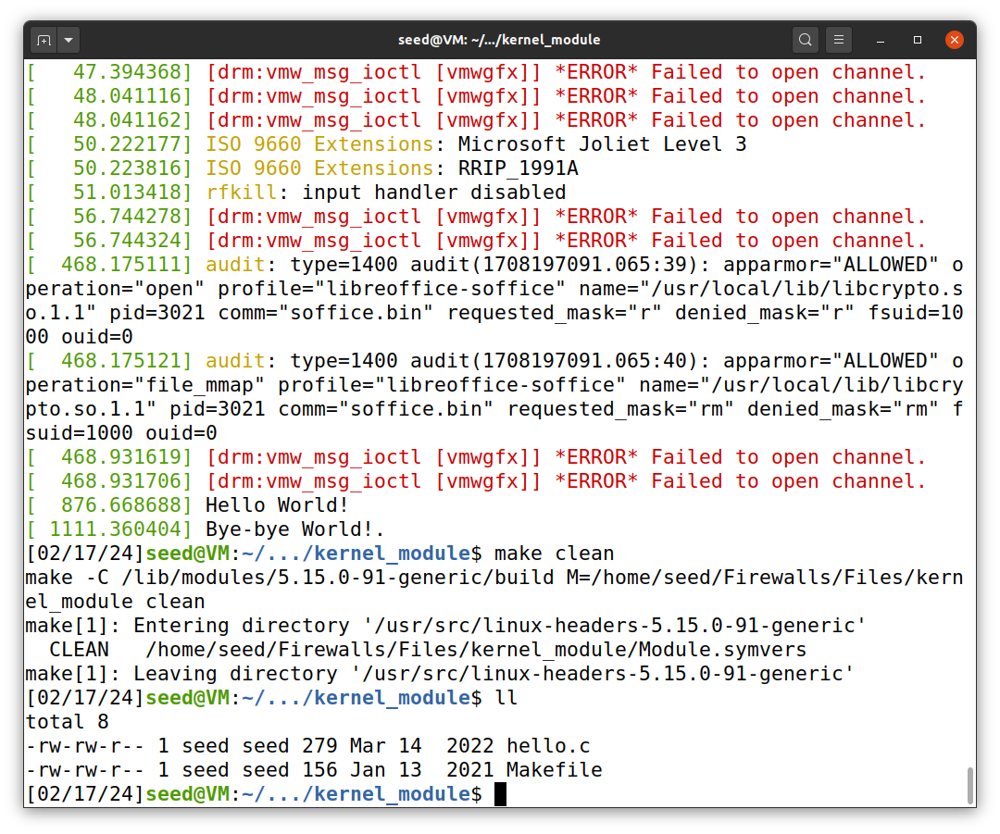 seed@VM: ~/.../kernel_module
[   47.394368] [drm:vmw_msg_ioctl [vmwgfx]] *ERROR* Failed to open channel.
[   48.041116] [drm:vmw_msg_ioctl [vmwgfx]] *ERROR* Failed to open channel.
[   48.041162] [drm:vmw_msg_ioctl [vmwgfx]] *ERROR* Failed to open channel.
[   50.222177] ISO 9660 Extensions: Microsoft Joliet Level 3
[   50.223816] ISO 9660 Extensions: RRIP_1991A
[   51.013418] rfkill: input handler disabled
[   56.744278] [drm:vmw_msg_ioctl [vmwgfx]] *ERROR* Failed to open channel.
[   56.744324] [drm:vmw_msg_ioctl [vmwgfx]] *ERROR* Failed to open channel.
[  468.175111] audit: type=1400 audit(1708197091.065:39): apparmor="ALLOWED" o
peration="open" profile="libreoffice-soffice" name="/usr/local/lib/libcrypto.s
o.1.1" pid=3021 comm="soffice.bin" requested_mask="r" denied_mask="r" fsuid=10
00 ouid=0
[  468.175121] audit: type=1400 audit(1708197091.065:40): apparmor="ALLOWED" o
peration="file_mmap" profile="libreoffice-soffice" name="/usr/local/lib/libcry
pto.so.1.1" pid=3021 comm="soffice.bin" requested_mask="rm" denied_mask="rm" f
suid=1000 ouid=0
[  468.931619] [drm:vmw_msg_ioctl [vmwgfx]] *ERROR* Failed to open channel.
[  468.931706] [drm:vmw_msg_ioctl [vmwgfx]] *ERROR* Failed to open channel.
[  876.668688] Hello World!
[ 1111.360404] Bye-bye World!.
[02/17/24]seed@VM:~/.../kernel_module$ make clean
make -C /lib/modules/5.15.0-91-generic/build M=/home/seed/Firewalls/Files/kern
el_module clean
make[1]: Entering directory '/usr/src/linux-headers-5.15.0-91-generic'
  CLEAN   /home/seed/Firewalls/Files/kernel_module/Module.symvers
make[1]: Leaving directory '/usr/src/linux-headers-5.15.0-91-generic'
[02/17/24]seed@VM:~/.../kernel_module$ ll
total 8
-rw-rw-r-- 1 seed seed 279 Mar 14  2022 hello.c
-rw-rw-r-- 1 seed seed 156 Jan 13  2021 Makefile
[02/17/24]seed@VM:~/.../kernel_module$